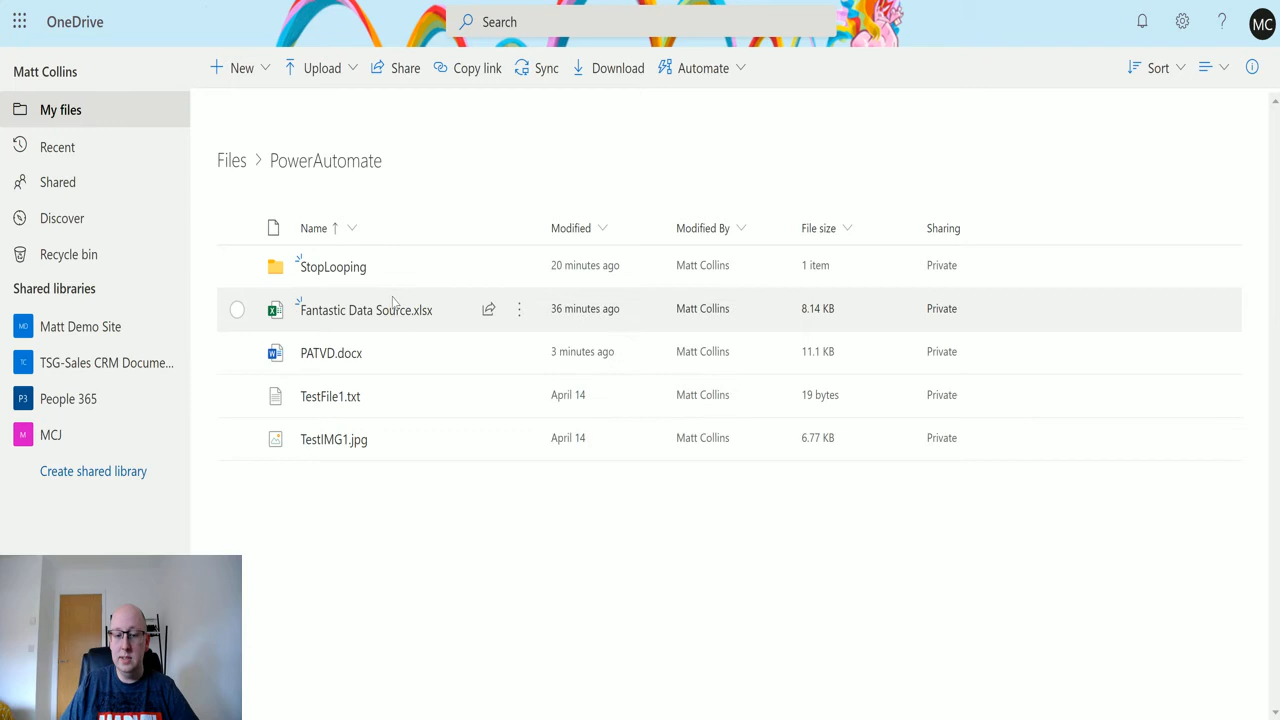 OneDrive
Search
MC
Matt Collins
New
Upload
Share
Copy link
Sync
Download
Automate
Sort
My files
Recent
Shared
Discover
Recycle bin
Shared libraries
MD Matt Demo Site
TC TSG-Sales CRM Docume...
P3 People 365
M MCJ
Create shared library
Files > PowerAutomate
Name ↑ Modified Modified By File size Sharing
StopLooping 20 minutes ago Matt Collins 1 item Private
Fantastic Data Source.xlsx 36 minutes ago Matt Collins 8.14 KB Private
PATVD.docx 3 minutes ago Matt Collins 11.1 KB Private
TestFile1.txt April 14 Matt Collins 19 bytes Private
TestIMG1.jpg April 14 Matt Collins 6.77 KB Private